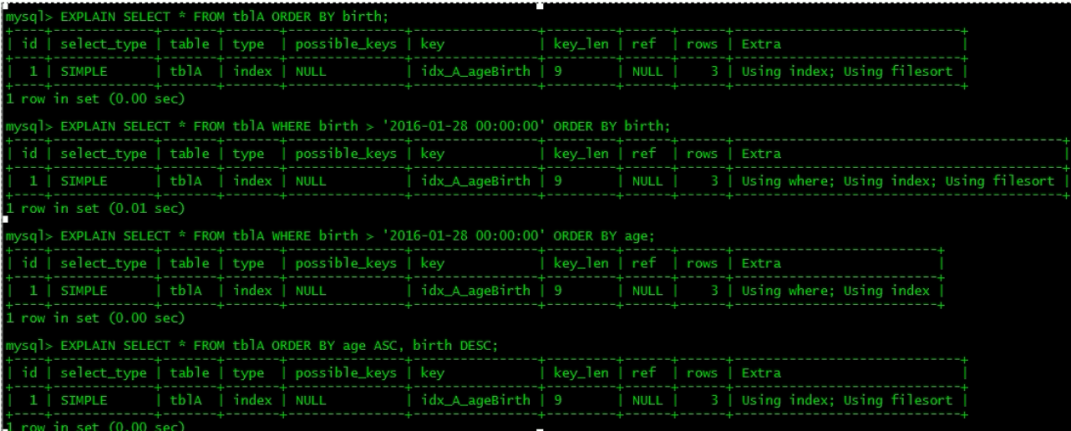 mysql> EXPLAIN SELECT * FROM tblA ORDER BY birth;
| id | select_type | table | type | possible_keys | key | key_len | ref | rows | Extra |
| 1 | SIMPLE | tblA | index | NULL | idx_A_ageBirth | 9 | NULL | 3 | Using index; Using filesort |
1 row in set (0.00 sec)
mysql> EXPLAIN SELECT * FROM tblA WHERE birth > '2016-01-28 00:00:00' ORDER BY birth;
| id | select_type | table | type | possible_keys | key | key_len | ref | rows | Extra |
| 1 | SIMPLE | tblA | index | NULL | idx_A_ageBirth | 9 | NULL | 3 | Using where; Using index; Using filesort |
1 row in set (0.01 sec)
mysql> EXPLAIN SELECT * FROM tblA WHERE birth > '2016-01-28 00:00:00' ORDER BY age;
| id | select_type | table | type | possible_keys | key | key_len | ref | rows | Extra |
| 1 | SIMPLE | tblA | index | NULL | idx_A_ageBirth | 9 | NULL | 3 | Using where; Using index |
1 row in set (0.00 sec)
mysql> EXPLAIN SELECT * FROM tblA ORDER BY age ASC, birth DESC;
| id | select_type | table | type | possible_keys | key | key_len | ref | rows | Extra |
| 1 | SIMPLE | tblA | index | NULL | idx_A_ageBirth | 9 | NULL | 3 | Using index; Using filesort |
1 row in set (0.00 sec)